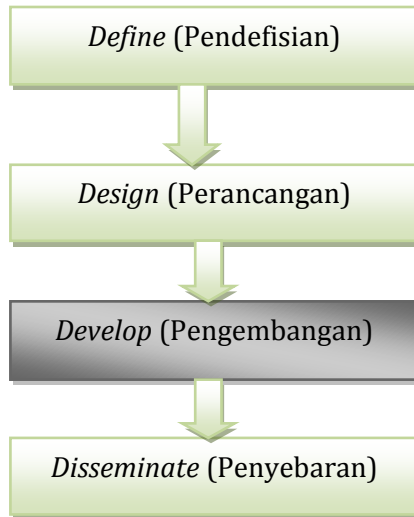 Define (Pendefisian)
Design (Perancangan)
Develop (Pengembangan)
Disseminate (Penyebaran)